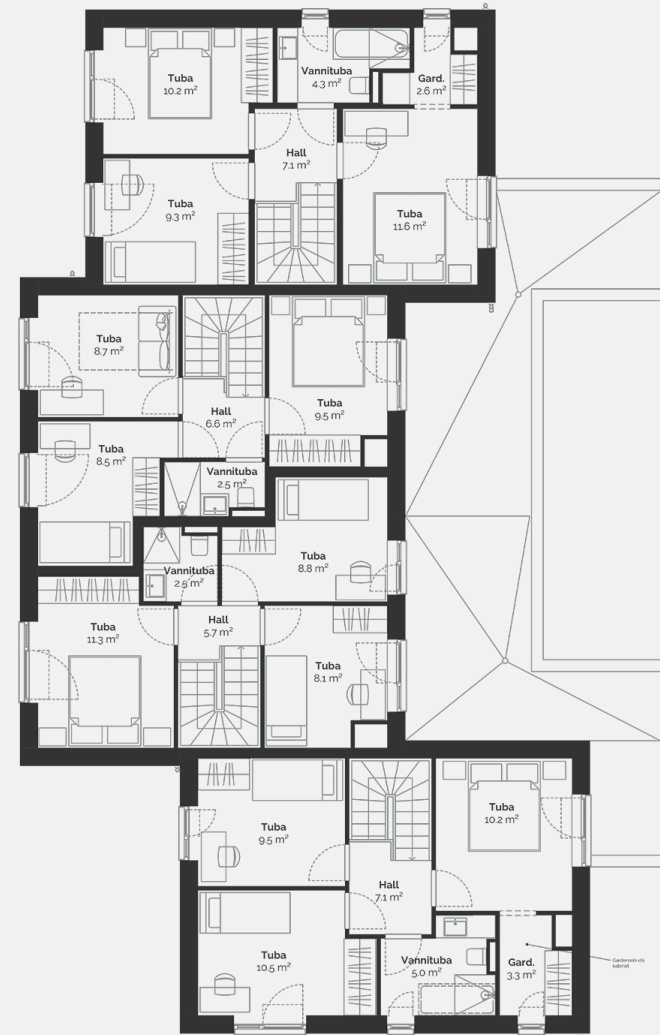 Tuba
10.2 m²
Vannituba
4.3 m²
Gard.
2.6 m²
Hall
7.1 m²
Tuba
9.3 m²
Tuba
11.6 m²
Tuba
8.7 m²
Tuba
9.5 m²
Hall
6.6 m²
Tuba
8.5 m²
Vannituba
2.5 m²
Tuba
8.8 m²
Vannituba
2.5 m²
Hall
5.7 m²
Tuba
11.3 m²
Tuba
8.1 m²
Tuba
9.5 m²
Tuba
10.2 m²
Hall
7.1 m²
Tuba
10.5 m²
Vannituba
5.0 m²
Gard.
3.3 m²
Garderoob või
kabinet